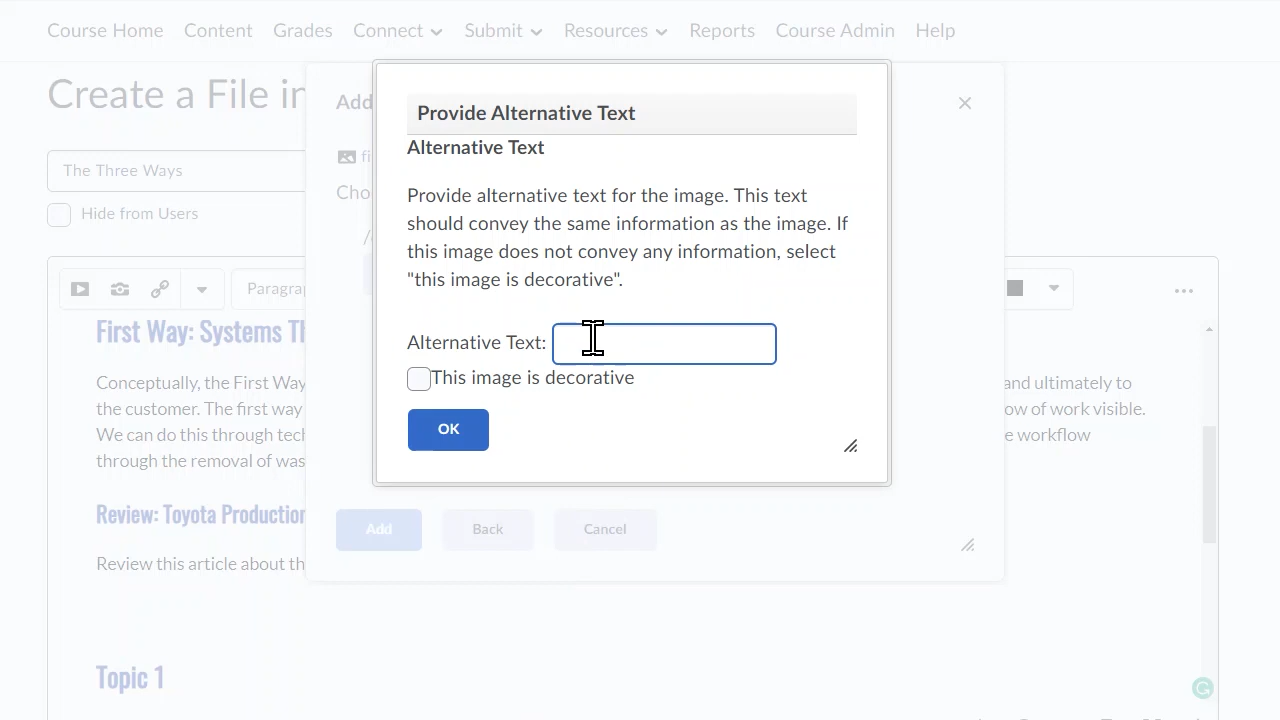 Course Home Content Grades Connect Submit Resources Reports Course Admin Help
Create a File in
Add
Provide Alternative Text
Alternative Text
The Three Ways
fi
Hide from Users
Cho
Provide alternative text for the image. This text
should convey the same information as the image. If
this image does not convey any information, select
"this image is decorative".
/
Paragra
First Way: Systems Th
Alternative Text:
This image is decorative
Conceptually, the First Way and ultimately to
the customer. The first way ow of work visible.
We can do this through tech e workflow
through the removal of was
OK
Review: Toyota Production
Add Back Cancel
Review this article about th
Topic 1